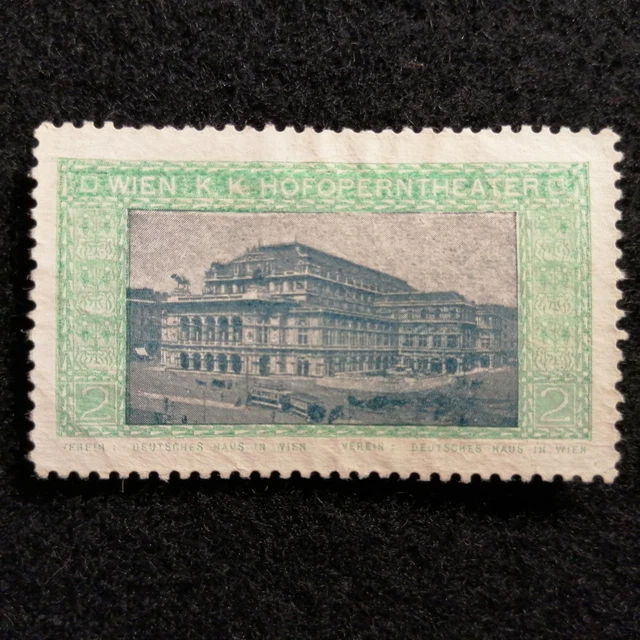 WIEN. K. K. HOFOPERNTHEATER
2 2
VEREIN DEUTSCHES HAUS IN WIEN VEREIN DEUTSCHES HAUS IN WIEN